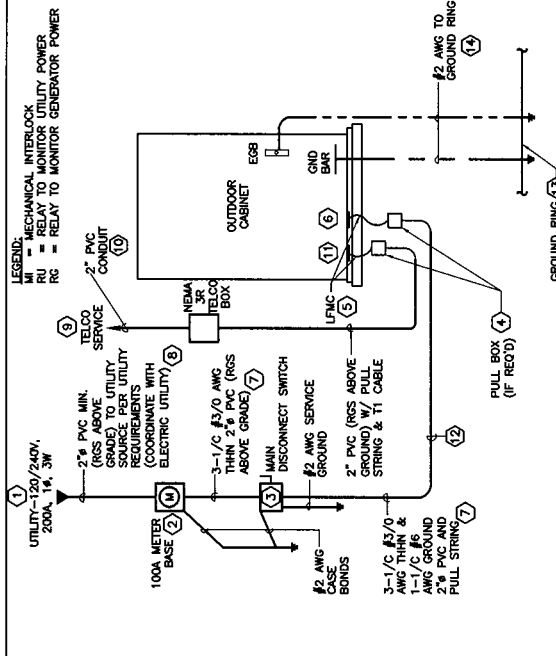 LEGEND:
MI = MECHANICAL INTERLOCK
RU = RELAY TO MONITOR UTILITY POWER
RG = RELAY TO MONITOR GENERATOR POWER
1
UTILITY-120/240V,
200A, 1ø, 3W
2"ø PVC MIN.
(RGS ABOVE
GRADE) TO UTILITY
SOURCE PER UTILITY
REQUIREMENTS
(COORDINATE WITH
ELECTRIC UTILITY) 8
9
TELCO
SERVICE
2" PVC
CONDUIT
10
NEMA
3R
TELCO
BOX
100A METER
BASE 2
M
3-1/C #3/0 AWG
THHN 2"ø PVC (RGS
ABOVE GRADE) 7
3
MAIN
DISCONNECT SWITCH
#2 AWG SERVICE
GROUND
#2 AWG
CASE
BONDS
3-1/C #3/0
AWG THHN &
1-1/C #6
AWG GROUND
2"ø PVC AND
PULL STRING 7
12
2" PVC (RGS ABOVE
GROUND) W/ PULL
STRING & T1 CABLE
LFMC
5
11
6
OUTDOOR
CABINET
EGB
GND
BAR
PULL BOX 4
(IF REQ'D)
#2 AWG TO
GROUND RING
14
GROUND RING 13